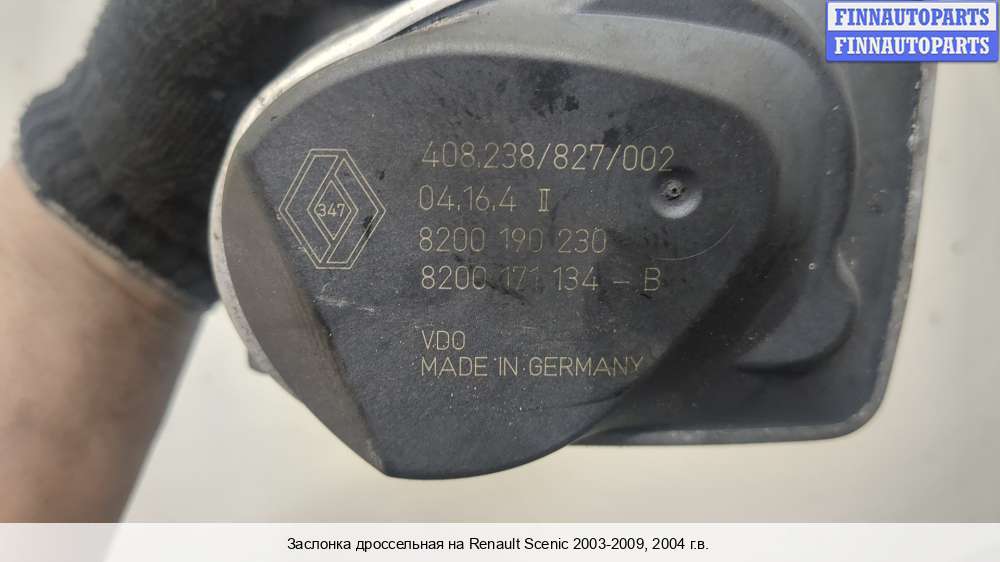 FINNAUTOPARTS
FINNAUTOPARTS
347
408.238/827/002
04.16.4 II
8200 190 230
8200 171 134 - B
VDO
MADE IN GERMANY
Заслонка дроссельная на Renault Scenic 2003-2009, 2004 г.в.